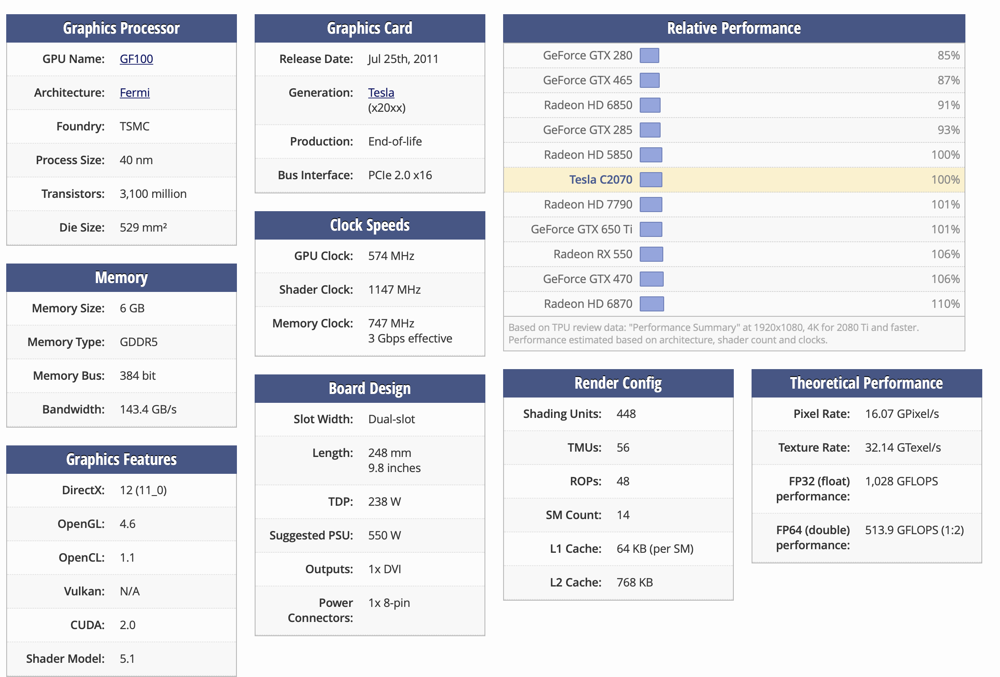 Graphics Processor
GPU Name: GF100
Architecture: Fermi
Foundry: TSMC
Process Size: 40 nm
Transistors: 3,100 million
Die Size: 529 mm²
Memory
Memory Size: 6 GB
Memory Type: GDDR5
Memory Bus: 384 bit
Bandwidth: 143.4 GB/s
Graphics Features
DirectX: 12 (11_0)
OpenGL: 4.6
OpenCL: 1.1
Vulkan: N/A
CUDA: 2.0
Shader Model: 5.1
Graphics Card
Release Date: Jul 25th, 2011
Generation: Tesla
(x20xx)
Production: End-of-life
Bus Interface: PCIe 2.0 x16
Clock Speeds
GPU Clock: 574 MHz
Shader Clock: 1147 MHz
Memory Clock: 747 MHz
3 Gbps effective
Board Design
Slot Width: Dual-slot
Length: 248 mm
9.8 inches
TDP: 238 W
Suggested PSU: 550 W
Outputs: 1x DVI
Power 1x 8-pin
Connectors:
Relative Performance
GeForce GTX 280 85%
GeForce GTX 465 87%
Radeon HD 6850 91%
GeForce GTX 285 93%
Radeon HD 5850 100%
Tesla C2070 100%
Radeon HD 7790 101%
GeForce GTX 650 Ti 101%
Radeon RX 550 106%
GeForce GTX 470 106%
Radeon HD 6870 110%
Based on TPU review data: "Performance Summary" at 1920x1080, 4K for 2080 Ti and faster.
Performance estimated based on architecture, shader count and clocks.
Render Config
Shading Units: 448
TMUs: 56
ROPs: 48
SM Count: 14
L1 Cache: 64 KB (per SM)
L2 Cache: 768 KB
Theoretical Performance
Pixel Rate: 16.07 GPixel/s
Texture Rate: 32.14 GTexel/s
FP32 (float) 1,028 GFLOPS
performance:
FP64 (double) 513.9 GFLOPS (1:2)
performance: